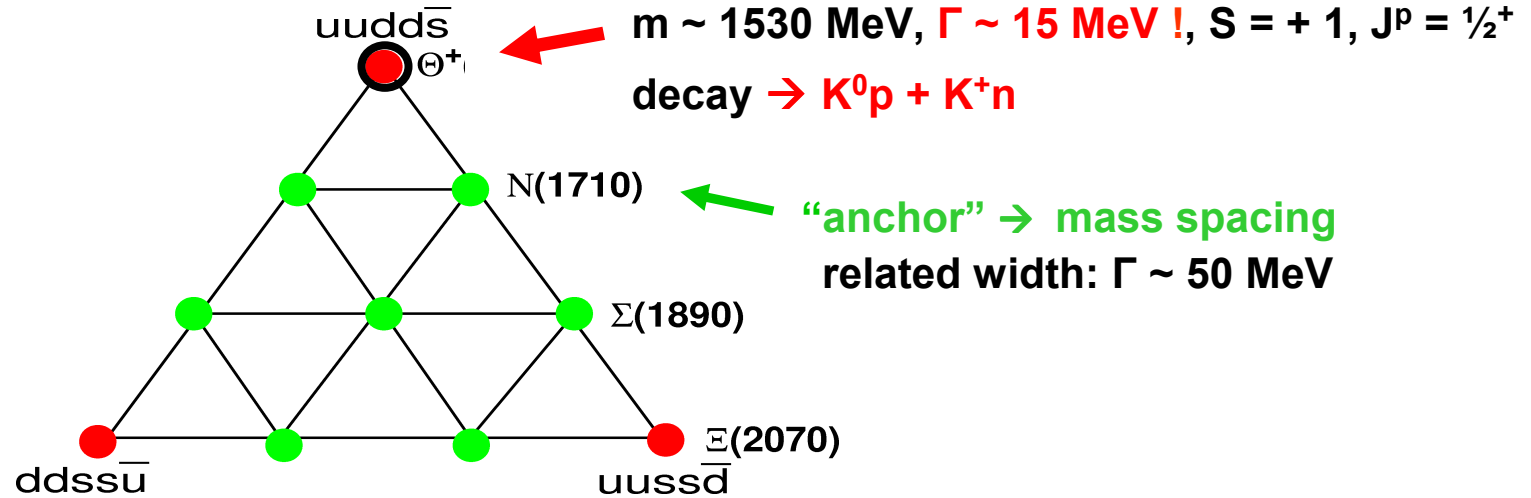 uudds̅
Θ⁺
m ~ 1530 MeV, Γ ~ 15 MeV !, S = + 1, Jᵖ = ½⁺
decay → K⁰p + K⁺n
N(1710)
“anchor” → mass spacing
related width: Γ ~ 50 MeV
Σ(1890)
Ξ(2070)
ddssu̅
uussd̅